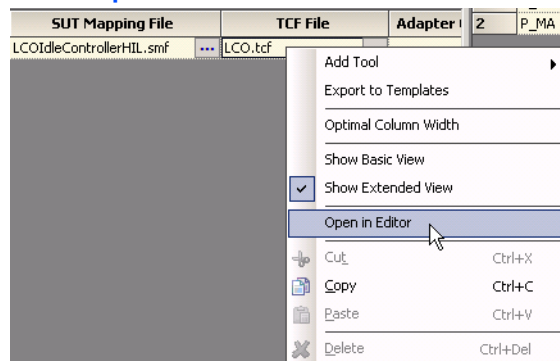 SUT Mapping File TCF File Adapter 2 P_MA
LCOIdleControllerHIL.smf ... LCO.tcf
Add Tool
Export to Templates
Optimal Column Width
Show Basic View
Show Extended View
Open in Editor
Cut Ctrl+X
Copy Ctrl+C
Paste Ctrl+V
Delete Ctrl+Del